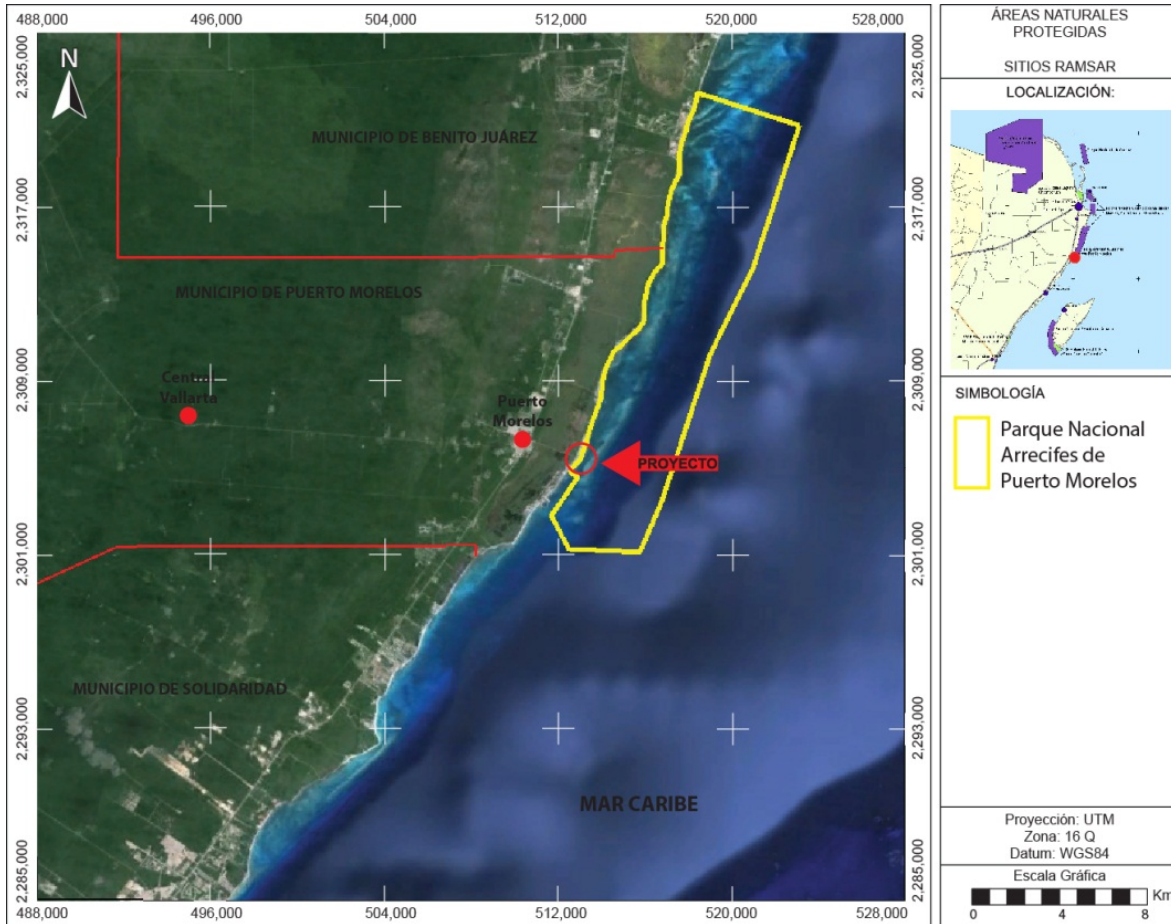 488,000
496,000
504,000
512,000
520,000
528,000
2,325,000
2,317,000
2,309,000
2,301,000
2,293,000
2,285,000
N
MUNICIPIO DE BENITO JUÁREZ
MUNICIPIO DE PUERTO MORELOS
Central
Vallarta
Puerto
Morelos
PROYECTO
MUNICIPIO DE SOLIDARIDAD
MAR CARIBE
2,325,000
2,317,000
2,309,000
2,301,000
2,293,000
2,285,000
488,000
496,000
504,000
512,000
520,000
528,000
ÁREAS NATURALES
PROTEGIDAS
SITIOS RAMSAR
LOCALIZACIÓN:
SIMBOLOGÍA
Parque Nacional
Arrecifes de
Puerto Morelos
Proyección: UTM
Zona: 16 Q
Datum: WGS84
Escala Gráfica
Km
0 4 8